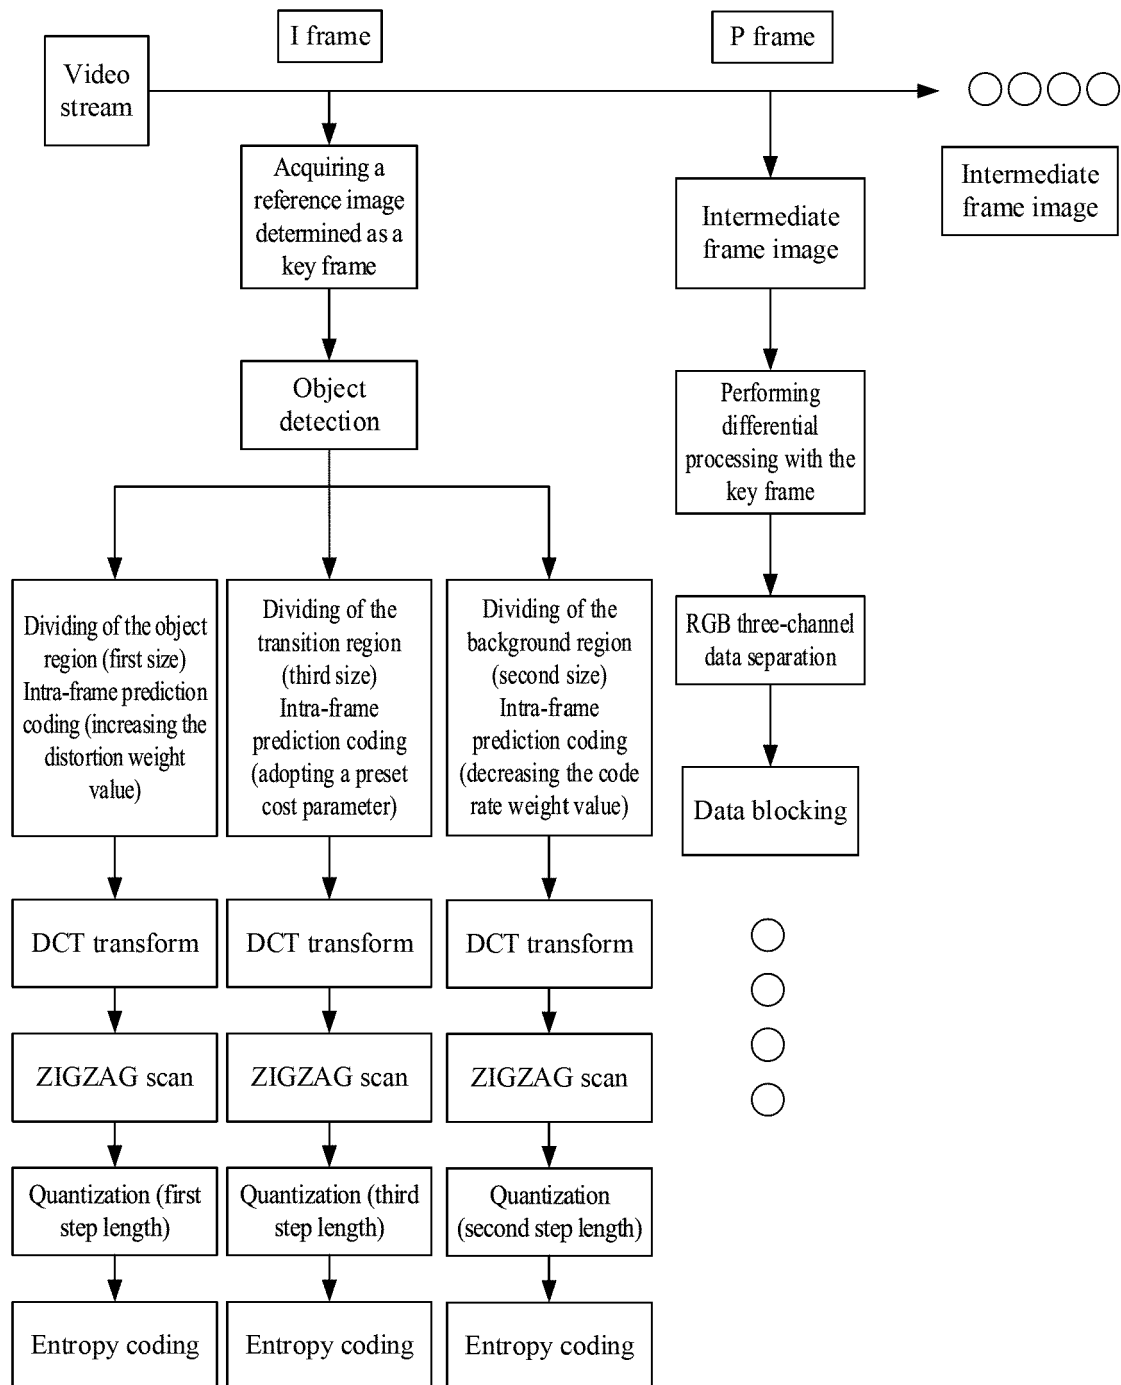 I frame
P frame
Video
stream
Intermediate
frame image
Acquiring a
reference image
determined as a
key frame
Intermediate
frame image
Object
detection
Performing
differential
processing with the
key frame
Dividing of the object
region (first size)
Intra-frame prediction
coding (increasing the
distortion weight
value)
Dividing of the
transition region
(third size)
Intra-frame
prediction coding
(adopting a preset
cost parameter)
Dividing of the
background region
(second size)
Intra-frame
prediction coding
(decreasing the code
rate weight value)
RGB three-channel
data separation
Data blocking
DCT transform
DCT transform
DCT transform
ZIGZAG scan
ZIGZAG scan
ZIGZAG scan
Quantization (first
step length)
Quantization (third
step length)
Quantization
(second step length)
Entropy coding
Entropy coding
Entropy coding